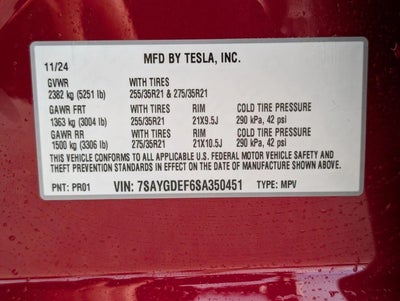 MFD BY TESLA, INC.
11/24
GVWR WITH TIRES
2382 kg (5251 lb) 255/35R21 & 275/35R21
GAWR FRT WITH TIRES RIM COLD TIRE PRESSURE
1363 kg (3004 lb) 255/35R21 21X9.5J 290 kPa, 42 psi
GAWR RR WITH TIRES RIM COLD TIRE PRESSURE
1500 kg (3306 lb) 275/35R21 21X10.5J 290 kPa, 42 psi
THIS VEHICLE CONFORMS TO ALL APPLICABLE U.S. FEDERAL MOTOR VEHICLE SAFETY AND
THEFT PREVENTION STANDARDS IN EFFECT ON THE DATE OF MANUFACTURE SHOWN ABOVE.
PNT: PR01 VIN: 7SAYGDEF6SA350451 TYPE: MPV